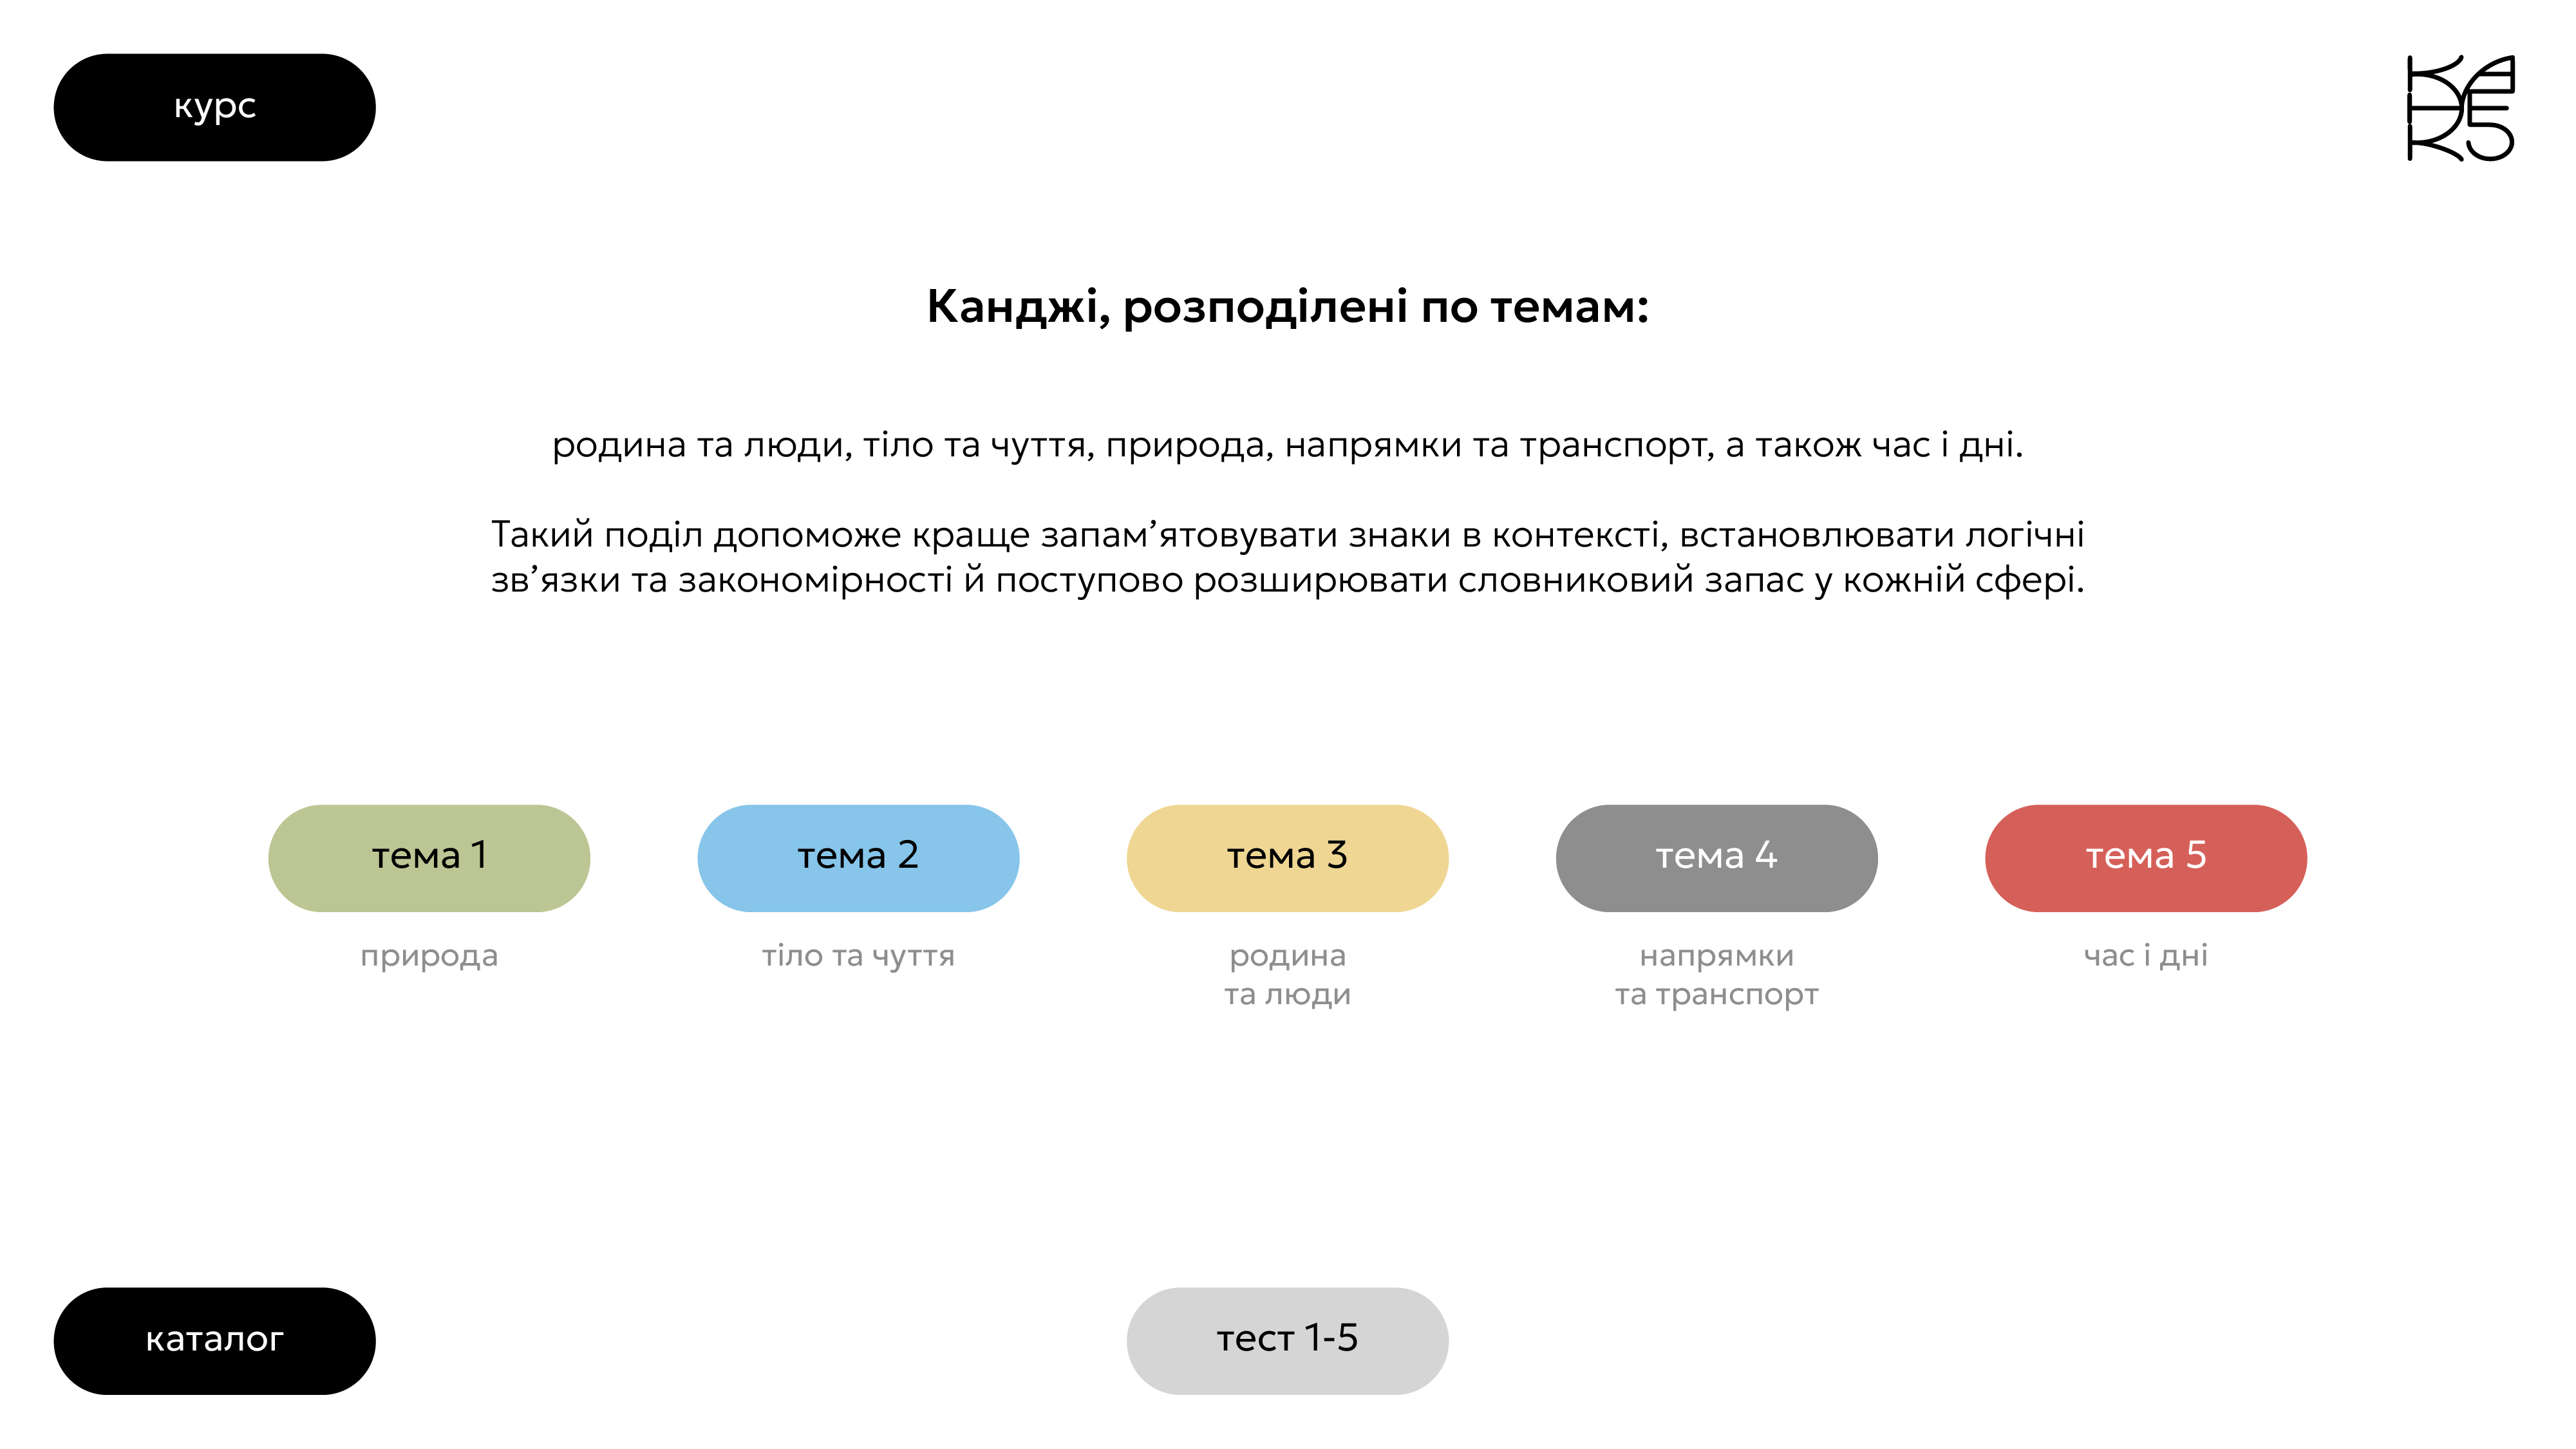 курс
Канджі, розподілені по темам:
родина та люди, тіло та чуття, природа, напрямки та транспорт, а також час і дні.
Такий поділ допоможе краще запам’ятовувати знаки в контексті, встановлювати логічні
зв’язки та закономірності й поступово розширювати словниковий запас у кожній сфері.
тема 1
природа
тема 2
тіло та чуття
тема 3
родина
та люди
тема 4
напрямки
та транспорт
тема 5
час і дні
каталог
тест 1-5